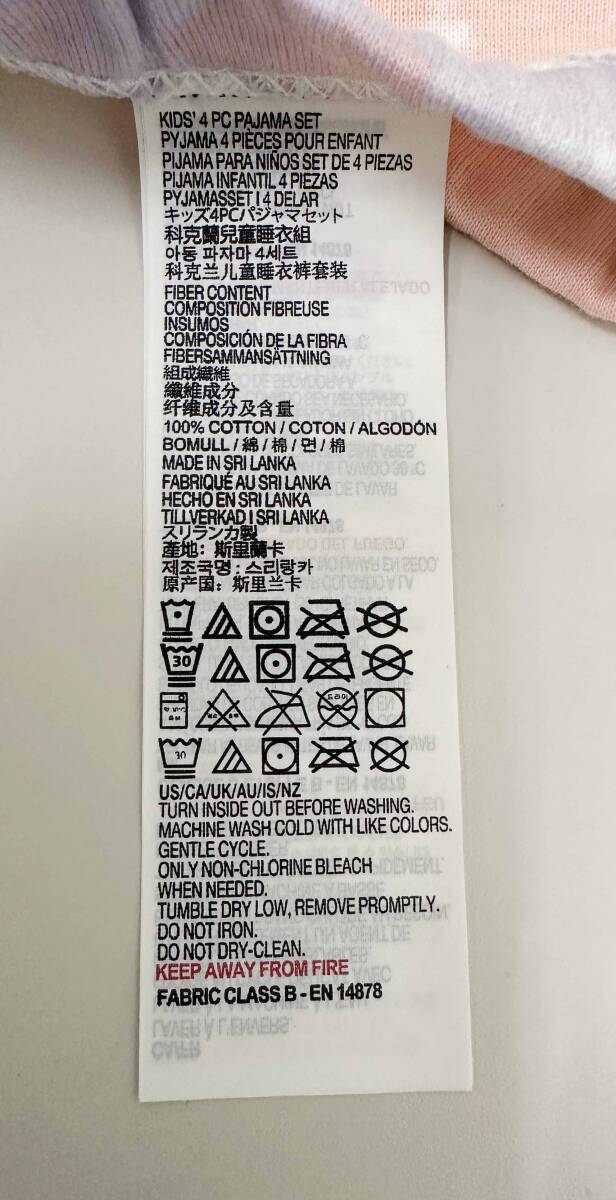 KIDS' 4 PC PAJAMA SET
PYJAMA 4 PIÈCES POUR ENFANT
PIJAMA PARA NIÑOS SET DE 4 PIEZAS
PIJAMA INFANTIL 4 PIEZAS
PYJAMASSET I 4 DELAR
キッズ4PCパジャマセット
科克蘭兒童睡衣組
아동 파자마 4세트
科克兰儿童睡衣裤套装
FIBER CONTENT
COMPOSITION FIBREUSE
INSUMOS
COMPOSICIÓN DE LA FIBRA
FIBERSAMMANSÄTTNING
組成繊維
纖維成分
纤维成分及含量
100% COTTON / COTON / ALGODÓN
BOMULL / 綿 / 棉 / 면 / 棉
MADE IN SRI LANKA
FABRIQUÉ AU SRI LANKA
HECHO EN SRI LANKA
TILLVERKAD I SRI LANKA
スリランカ製
產地: 斯里蘭卡
제조국명 : 스리랑카
原产国: 斯里兰卡
30
드라이
30
US/CA/UK/AU/IS/NZ
TURN INSIDE OUT BEFORE WASHING.
MACHINE WASH COLD WITH LIKE COLORS.
GENTLE CYCLE.
ONLY NON-CHLORINE BLEACH
WHEN NEEDED.
TUMBLE DRY LOW, REMOVE PROMPTLY.
DO NOT IRON.
DO NOT DRY-CLEAN.
KEEP AWAY FROM FIRE
FABRIC CLASS B - EN 14878